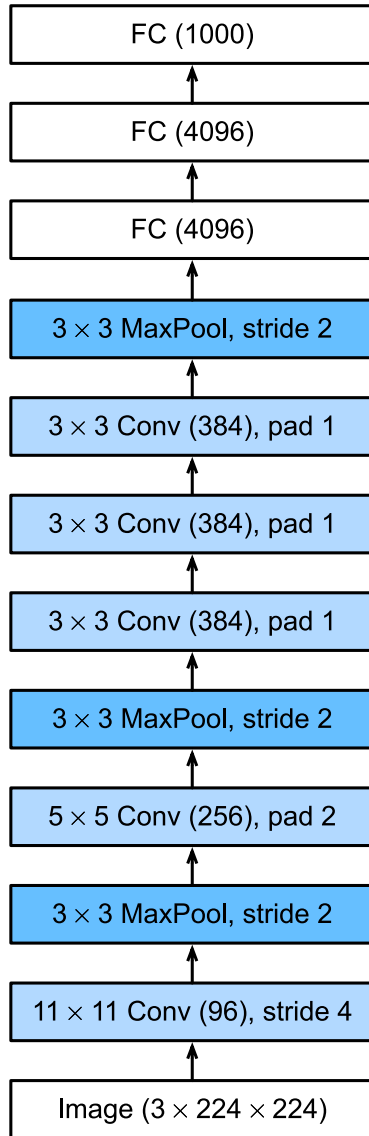 FC (1000)
FC (4096)
FC (4096)
3 × 3 MaxPool, stride 2
3 × 3 Conv (384), pad 1
3 × 3 Conv (384), pad 1
3 × 3 Conv (384), pad 1
3 × 3 MaxPool, stride 2
5 × 5 Conv (256), pad 2
3 × 3 MaxPool, stride 2
11 × 11 Conv (96), stride 4
Image (3 × 224 × 224)